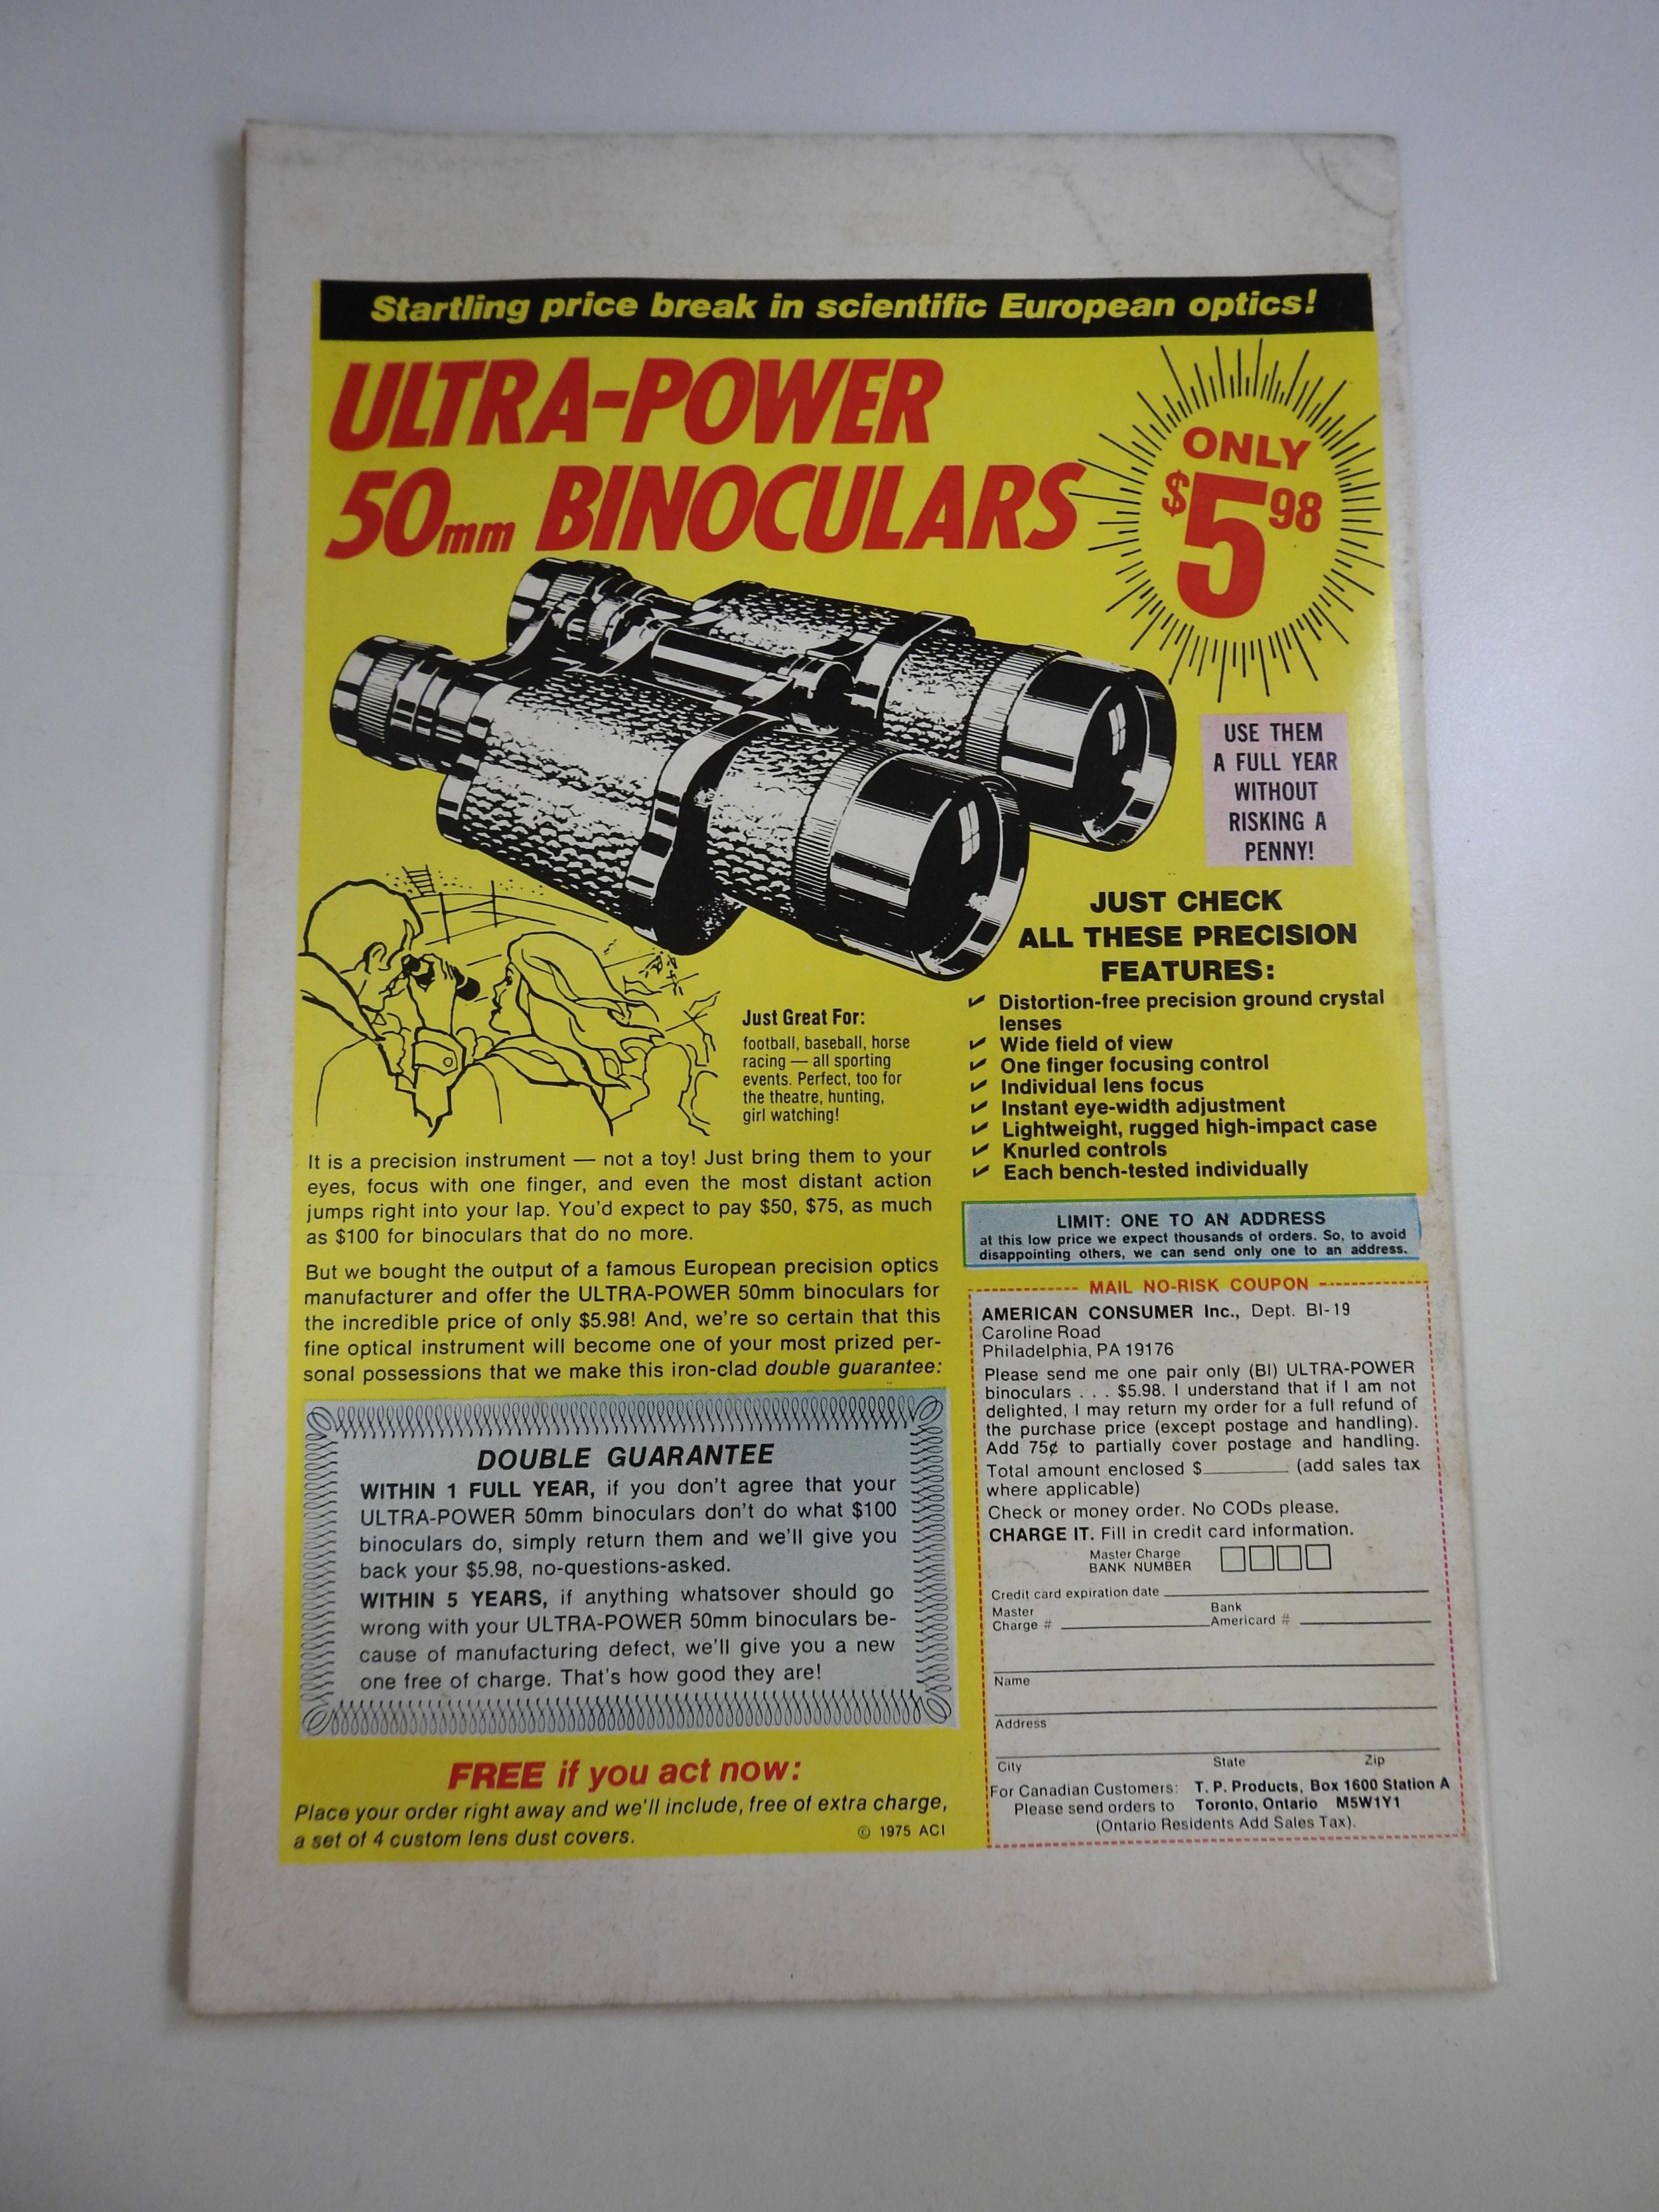 Startling price break in scientific European optics!
ULTRA-POWER
50mm BINOCULARS
ONLY
$5 98
USE THEM
A FULL YEAR
WITHOUT
RISKING A
PENNY!
JUST CHECK
ALL THESE PRECISION
FEATURES:
✔ Distortion-free precision ground crystal
lenses
✔ Wide field of view
✔ One finger focusing control
✔ Individual lens focus
✔ Instant eye-width adjustment
✔ Lightweight, rugged high-impact case
✔ Knurled controls
✔ Each bench-tested individually
Just Great For:
football, baseball, horse
racing — all sporting
events. Perfect, too for
the theatre, hunting,
girl watching!
It is a precision instrument — not a toy! Just bring them to your
eyes, focus with one finger, and even the most distant action
jumps right into your lap. You'd expect to pay $50, $75, as much
as $100 for binoculars that do no more.
But we bought the output of a famous European precision optics
manufacturer and offer the ULTRA-POWER 50mm binoculars for
the incredible price of only $5.98! And, we're so certain that this
fine optical instrument will become one of your most prized per-
sonal possessions that we make this iron-clad double guarantee:
DOUBLE GUARANTEE
WITHIN 1 FULL YEAR, if you don't agree that your
ULTRA-POWER 50mm binoculars don't do what $100
binoculars do, simply return them and we'll give you
back your $5.98, no-questions-asked.
WITHIN 5 YEARS, if anything whatsover should go
wrong with your ULTRA-POWER 50mm binoculars be-
cause of manufacturing defect, we'll give you a new
one free of charge. That's how good they are!
FREE if you act now:
Place your order right away and we'll include, free of extra charge,
a set of 4 custom lens dust covers.
© 1975 ACI
LIMIT: ONE TO AN ADDRESS
at this low price we expect thousands of orders. So, to avoid
disappointing others, we can send only one to an address.
MAIL NO-RISK COUPON
AMERICAN CONSUMER Inc., Dept. BI-19
Caroline Road
Philadelphia, PA 19176
Please send me one pair only (BI) ULTRA-POWER
binoculars . . . $5.98. I understand that if I am not
delighted, I may return my order for a full refund of
the purchase price (except postage and handling).
Add 75¢ to partially cover postage and handling.
Total amount enclosed $________ (add sales tax
where applicable)
Check or money order. No CODs please.
CHARGE IT. Fill in credit card information.
Master Charge
BANK NUMBER
Credit card expiration date
Master Bank
Charge # Americard #
Name
Address
City State Zip
For Canadian Customers: T. P. Products, Box 1600 Station A
Please send orders to Toronto, Ontario M5W1Y1
(Ontario Residents Add Sales Tax).